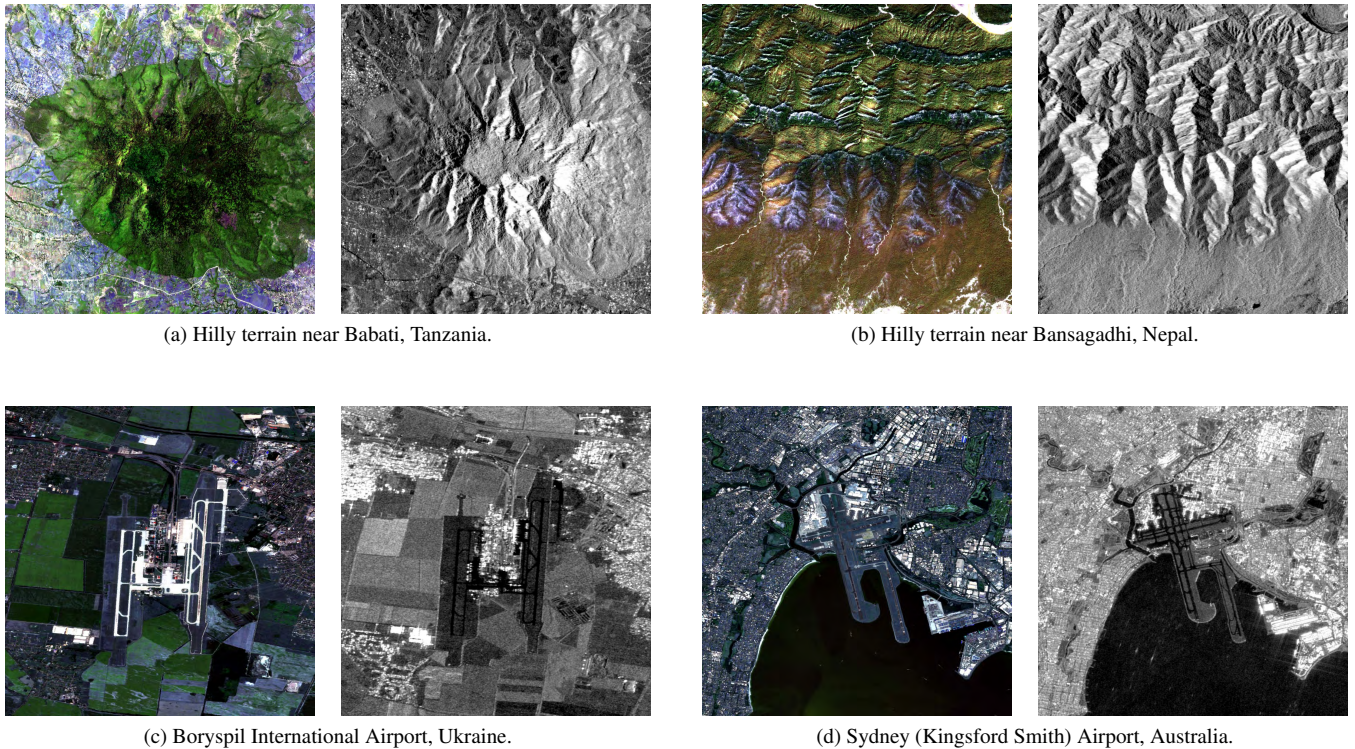 (a) Hilly terrain near Babati, Tanzania.
(b) Hilly terrain near Bansagadhi, Nepal.
(c) Boryspil International Airport, Ukraine.
(d) Sydney (Kingsford Smith) Airport, Australia.